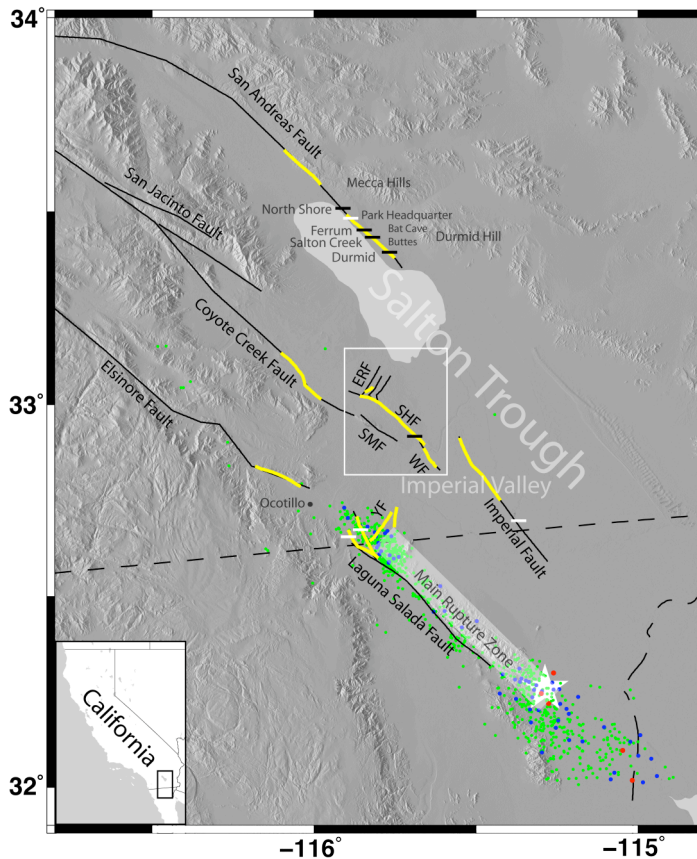 34°
San Andreas Fault
Mecca Hills
San Jacinto Fault
North Shore
Park Headquarter
Ferrum
Bat Cave
Buttes
Durmid Hill
Salton Creek
Durmid
Salton Trough
Coyote Creek Fault
Elsinore Fault
33°
ERF
SHF
SMF
WF
Imperial Valley
Ocotillo
YF
Imperial Fault
Laguna Salada Fault
Main Rupture Zone
California
32°
−116°
−115°